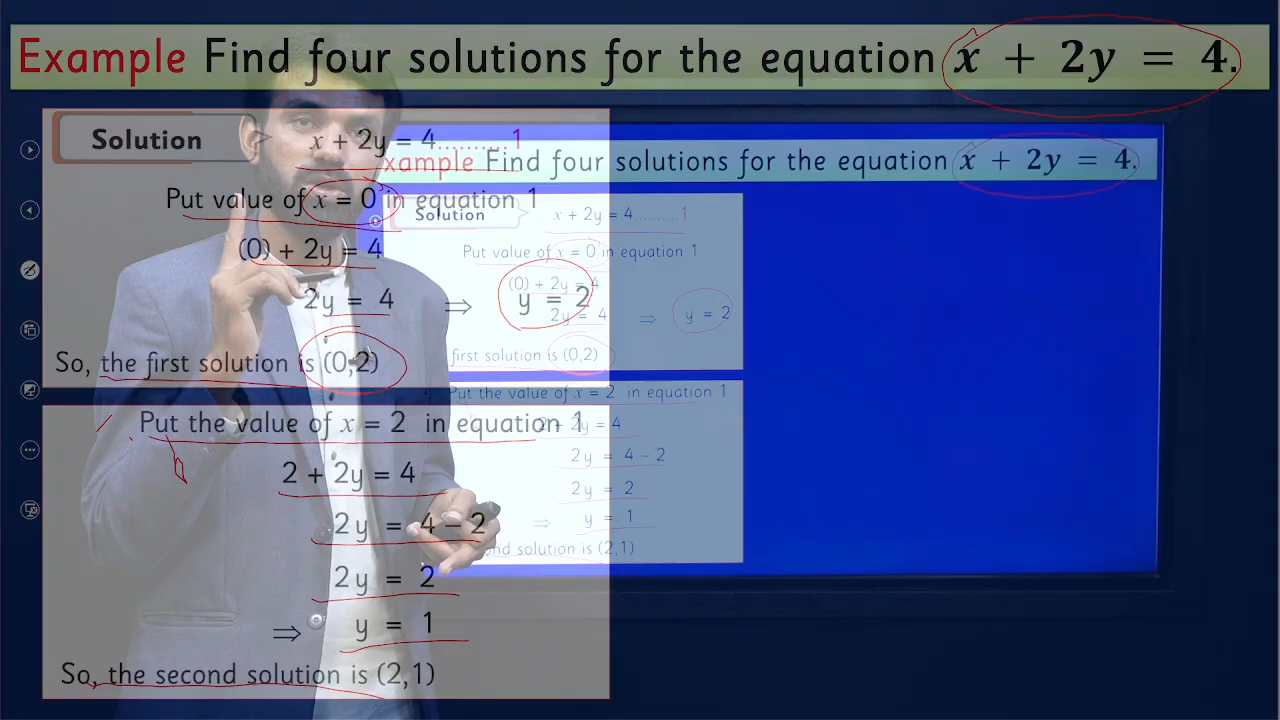 Example Find four solutions for the equation x + 2y = 4.
Solution
x + 2y = 4..........1
Put value of x = 0 in equation 1
(0) + 2y = 4
2y = 4 ⇒ y = 2
So, the first solution is (0,2)
Put the value of x = 2 in equation 1
2 + 2y = 4
2y = 4 – 2
2y = 2
⇒ y = 1
So, the second solution is (2,1)
xample Find four solutions for the equation x + 2y = 4.
Solution
x + 2y = 4.........1
Put value of x = 0 in equation 1
(0) + 2y = 4
2y = 4 ⇒ y = 2
first solution is (0,2)
Put the value of x = 2 in equation 1
2 + 2y = 4
2y = 4 – 2
2y = 2
⇒ y = 1
nd solution is (2,1)